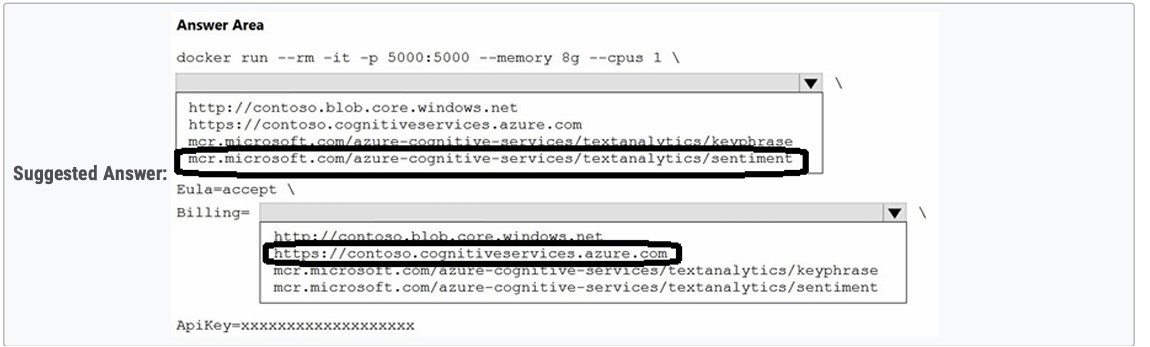 Answer Area
docker run --rm -it -p 5000:5000 --memory 8g --cpus 1 \
\
http://contoso.blob.core.windows.net
https://contoso.cognitiveservices.azure.com
mcr.microsoft.com/azure-cognitive-services/textanalytics/keyphrase
mcr.microsoft.com/azure-cognitive-services/textanalytics/sentiment
Suggested Answer:
Eula=accept \
Billing= \
http://contoso.blob.core.windows.net
https://contoso.cognitiveservices.azure.com
mcr.microsoft.com/azure-cognitive-services/textanalytics/keyphrase
mcr.microsoft.com/azure-cognitive-services/textanalytics/sentiment
ApiKey=xxxxxxxxxxxxxxxxxxx